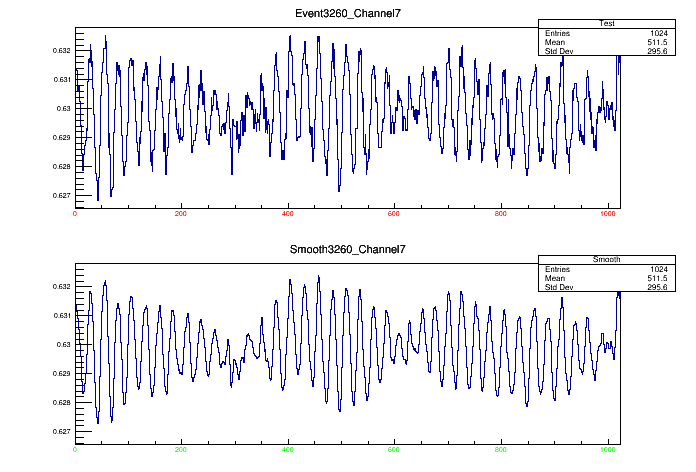 Event3260_Channel7
Test
Entries 1024
Mean 511.5
Std Dev 295.6
0.632
0.631
0.63
0.629
0.628
0.627
0 200 400 600 800 1000
Smooth3260_Channel7
Smooth
Entries 1024
Mean 511.5
Std Dev 295.6
0.632
0.631
0.63
0.629
0.628
0.627
0 200 400 600 800 1000